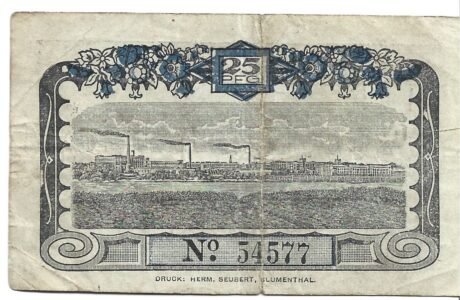 25
PFG
Nº 54577
DRUCK: HERM. SEUBERT, BLUMENTHAL.